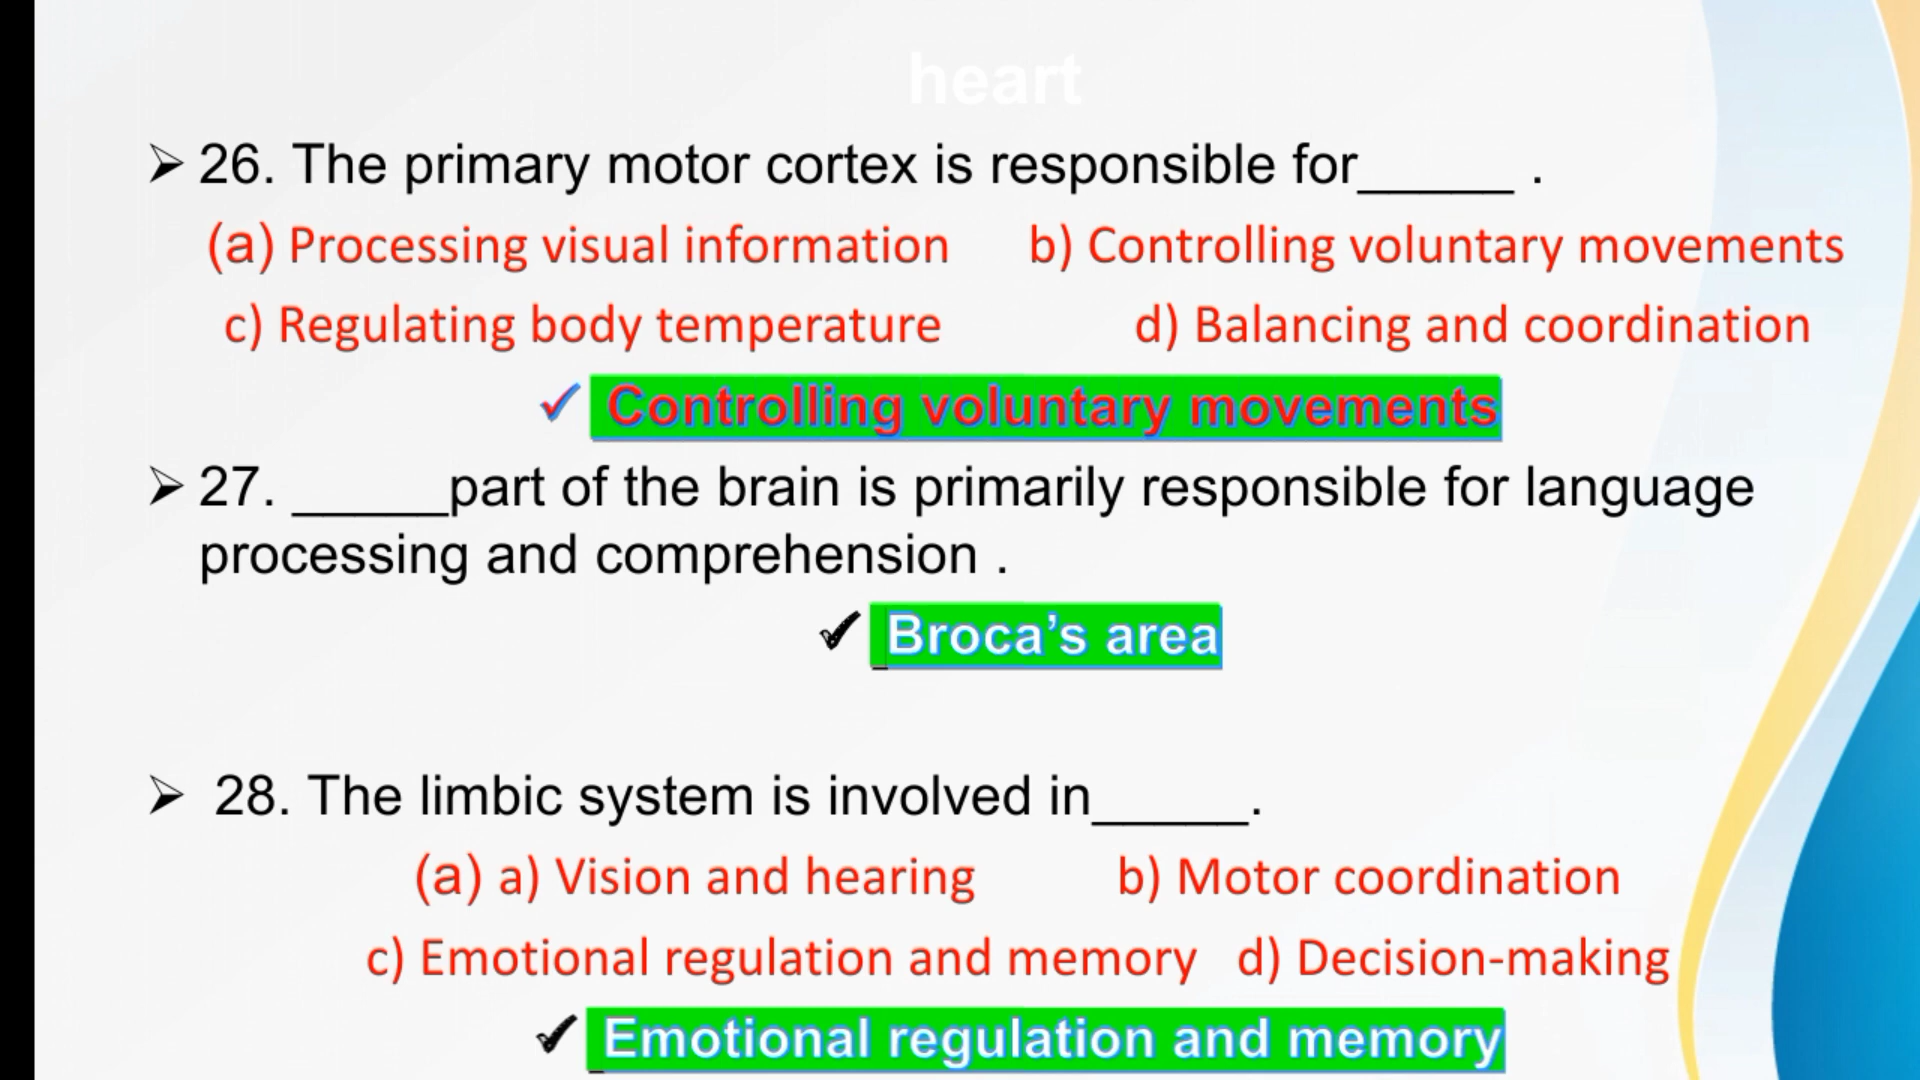 heart
➢ 26. The primary motor cortex is responsible for_____ .
(a) Processing visual information b) Controlling voluntary movements
c) Regulating body temperature d) Balancing and coordination
✓ Controlling voluntary movements
➢ 27. _____part of the brain is primarily responsible for language
processing and comprehension .
✓ Broca’s area
➢ 28. The limbic system is involved in_____.
(a) a) Vision and hearing b) Motor coordination
c) Emotional regulation and memory d) Decision-making
✓ Emotional regulation and memory